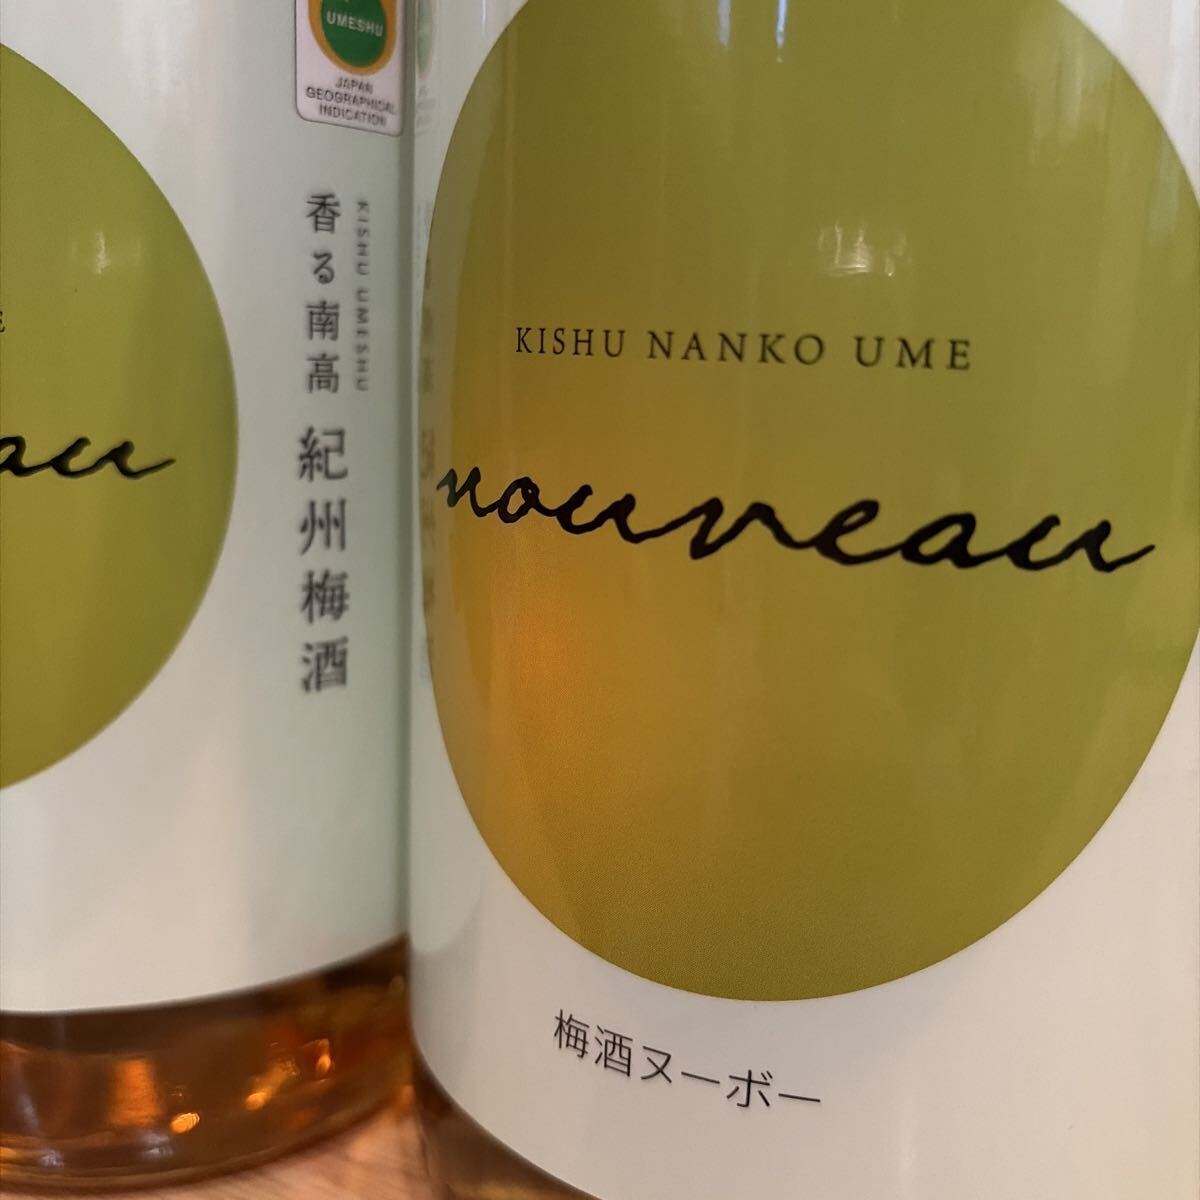 UMESHU
JAPAN
GEOGRAPHICAL
INDICATION
KISHU UMESHU
香る南高 紀州梅酒
au
KISHU NANKO UME
nouveau
梅酒ヌーボー